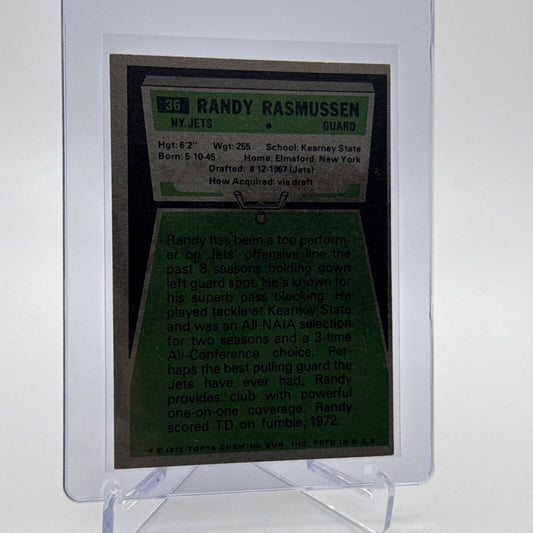 36 RANDY RASMUSSEN
N.Y. JETS • GUARD
Hgt: 6'2" Wgt: 255 School: Kearney State
Born: 5-10-45 Home: Elmsford, New York
Drafted: #12-1967 (Jets)
How Acquired: via draft
Randy has been a top perform-
er on Jets' offensive line the
past 8 seasons holding down
left guard spot. He's known for
his superb pass blocking. He
played tackle at Kearney State
and was an All-NAIA selection
for two seasons and a 3-time
All-Conference choice. Per-
haps the best pulling guard the
Jets have ever had, Randy
provides club with powerful
one-on-one coverage. Randy
scored TD on fumble, 1972.
© 1975 TOPPS CHEWING GUM, INC. PRTD IN U.S.A.